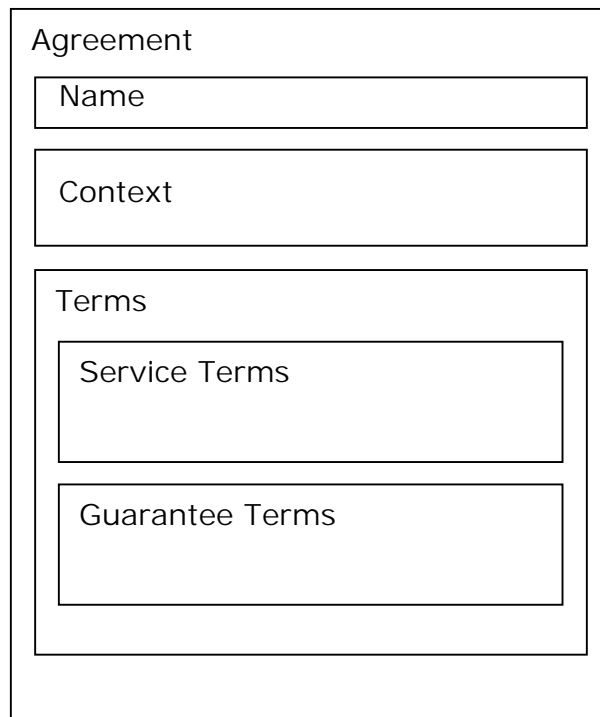 Agreement
Name
Context
Terms
Service Terms
Guarantee Terms